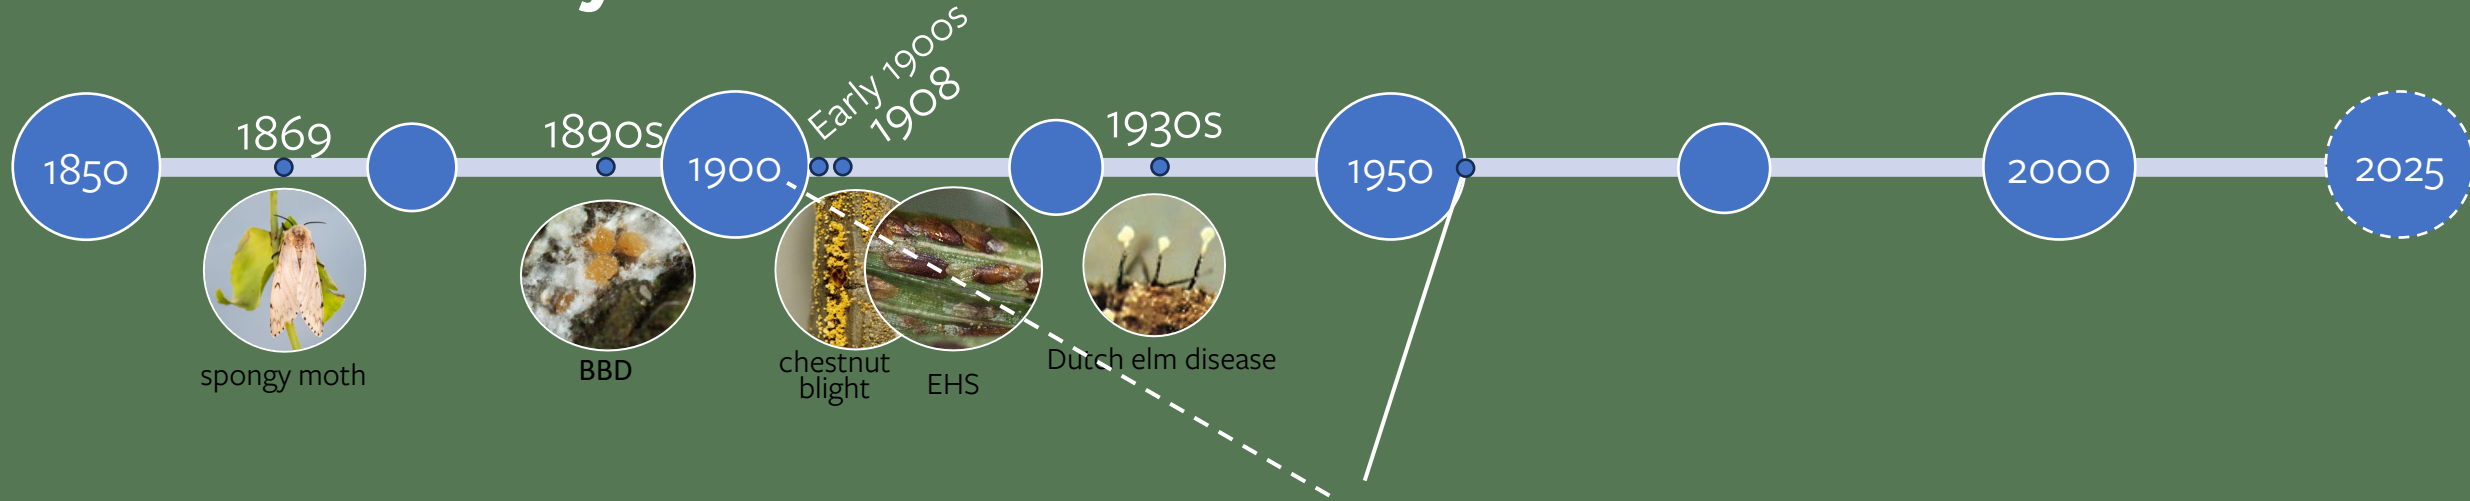 Early 1900s
1908
1869
1890s
1930s
1850
1900
1950
2000
2025
spongy moth
BBD
chestnut
blight
EHS
Dutch elm disease